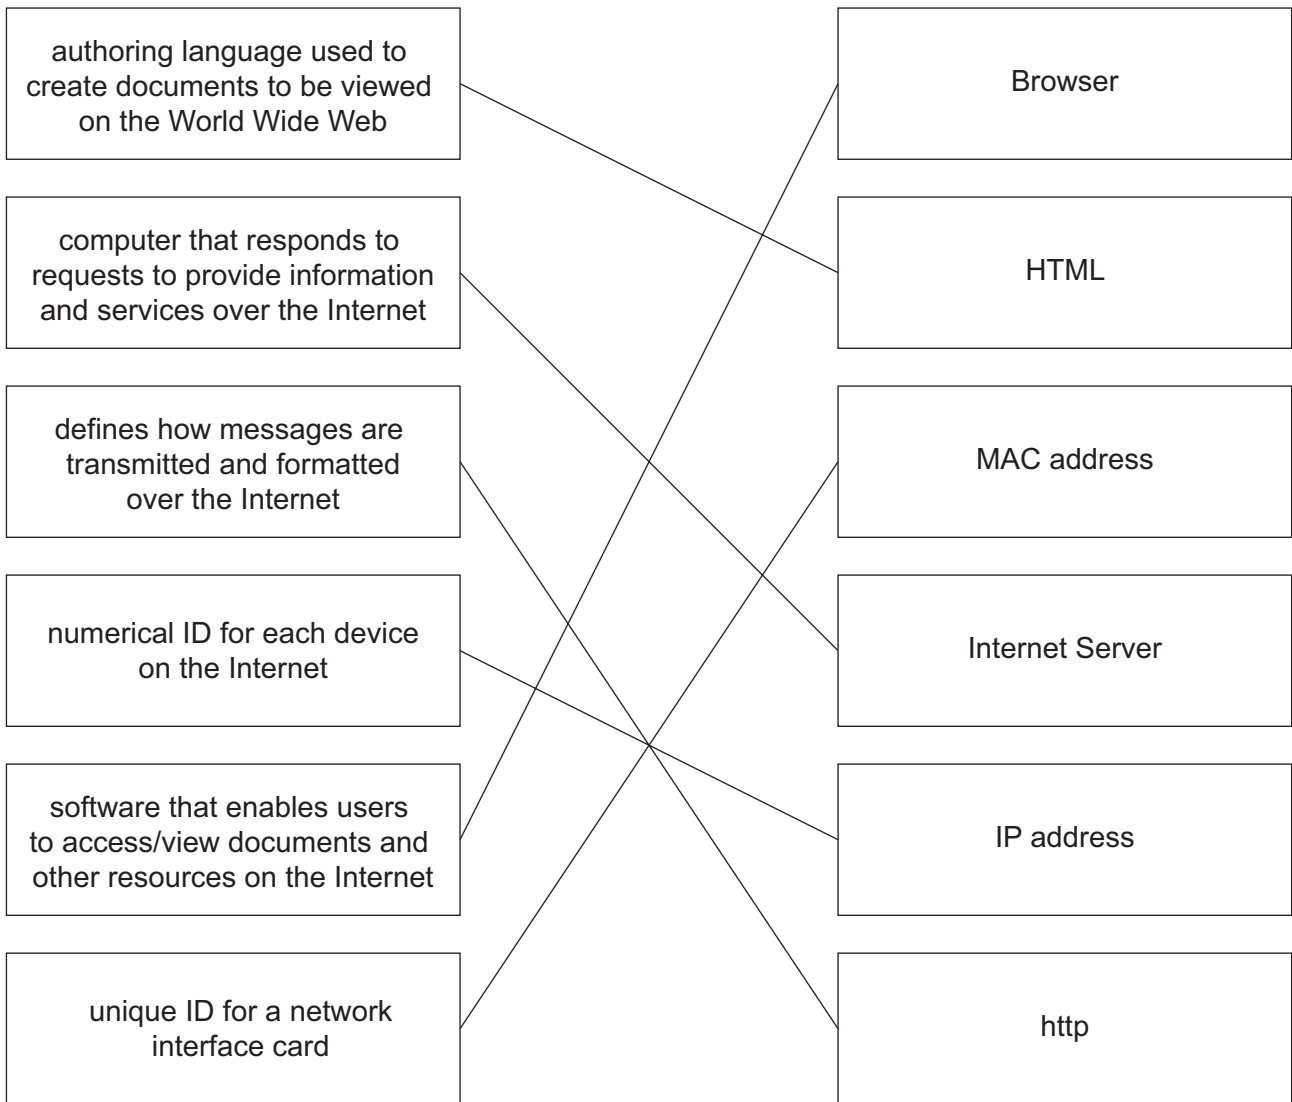 authoring language used to
create documents to be viewed
on the World Wide Web
Browser
computer that responds to
requests to provide information
and services over the Internet
HTML
defines how messages are
transmitted and formatted
over the Internet
MAC address
numerical ID for each device
on the Internet
Internet Server
software that enables users
to access/view documents and
other resources on the Internet
IP address
unique ID for a network
interface card
http